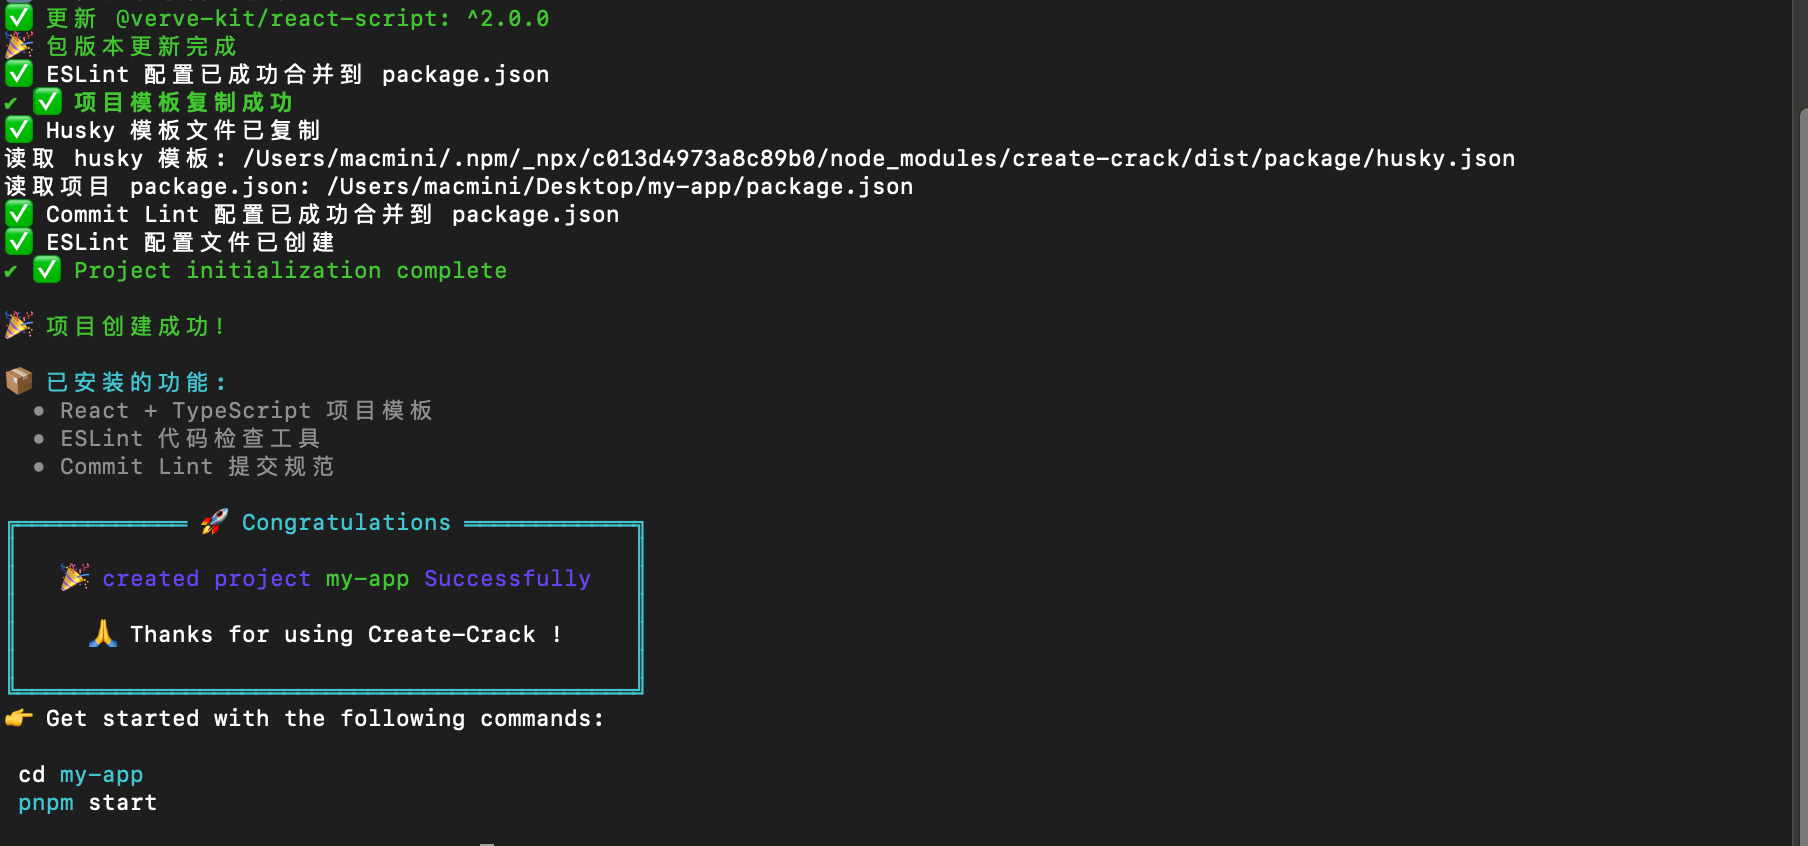 ✅ 更新 @verve-kit/react-script: ^2.0.0
🎉 包版本更新完成
✅ ESLint 配置已成功合并到 package.json
✔ ✅ 项目模板复制成功
✅ Husky 模板文件已复制
读取 husky 模板: /Users/macmini/.npm/_npx/c013d4973a8c89b0/node_modules/create-crack/dist/package/husky.json
读取项目 package.json: /Users/macmini/Desktop/my-app/package.json
✅ Commit Lint 配置已成功合并到 package.json
✅ ESLint 配置文件已创建
✔ ✅ Project initialization complete
🎉 项目创建成功!
📦 已安装的功能:
● React + TypeScript 项目模板
● ESLint 代码检查工具
● Commit Lint 提交规范
🚀 Congratulations
🎉 created project my-app Successfully
🙏 Thanks for using Create-Crack !
👉 Get started with the following commands:
cd my-app
pnpm start